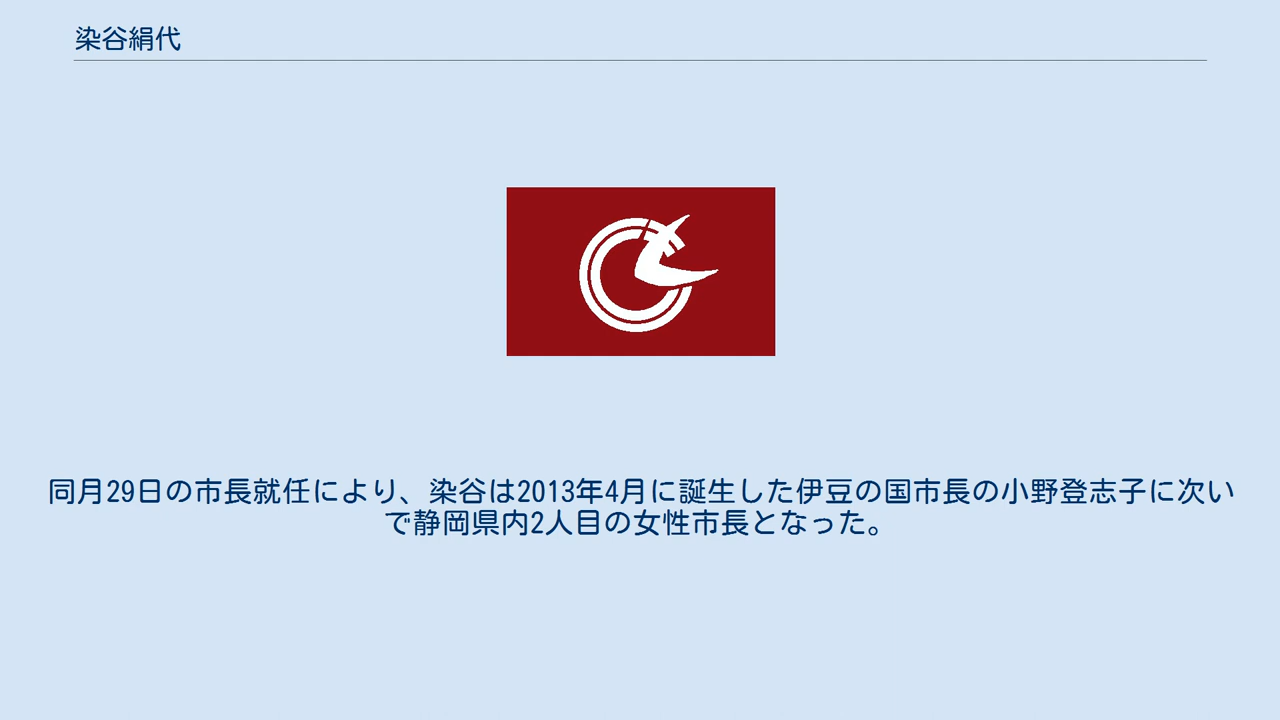 染谷絹代
同月29日の市長就任により、染谷は2013年4月に誕生した伊豆の国市長の小野登志子に次い
で静岡県内2人目の女性市長となった。